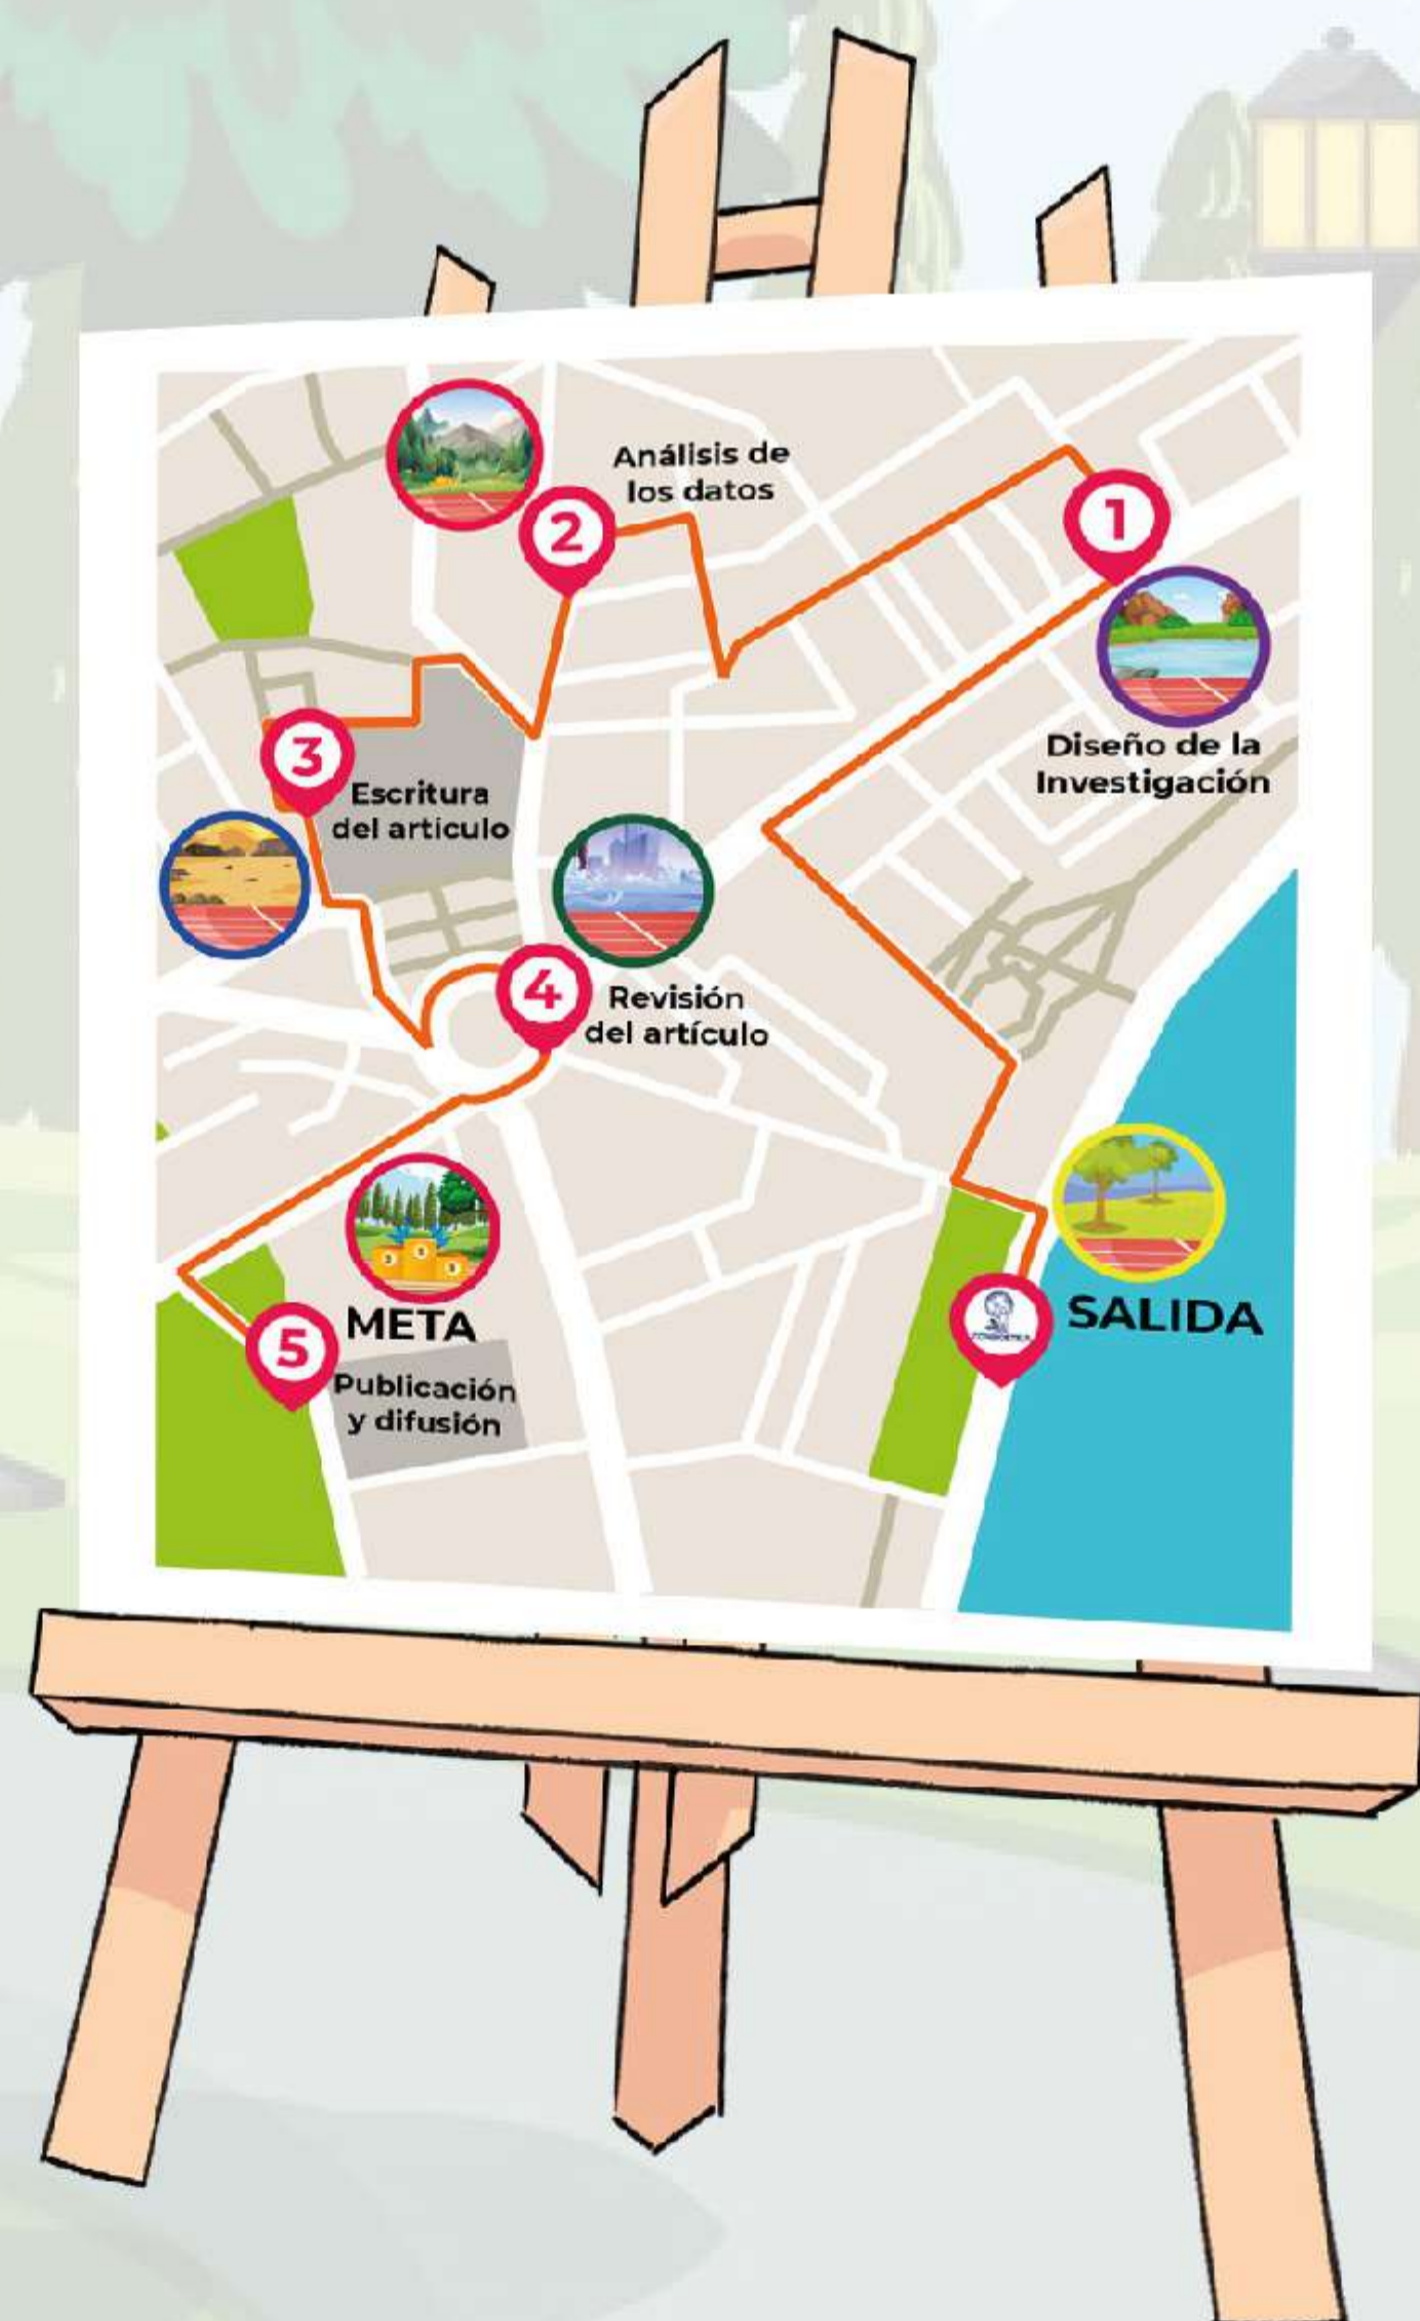 Análisis de
los datos
2
1
Diseño de la
Investigación
3
Escritura
del artículo
4
Revisión
del artículo
META
5
Publicación
y difusión
SALIDA